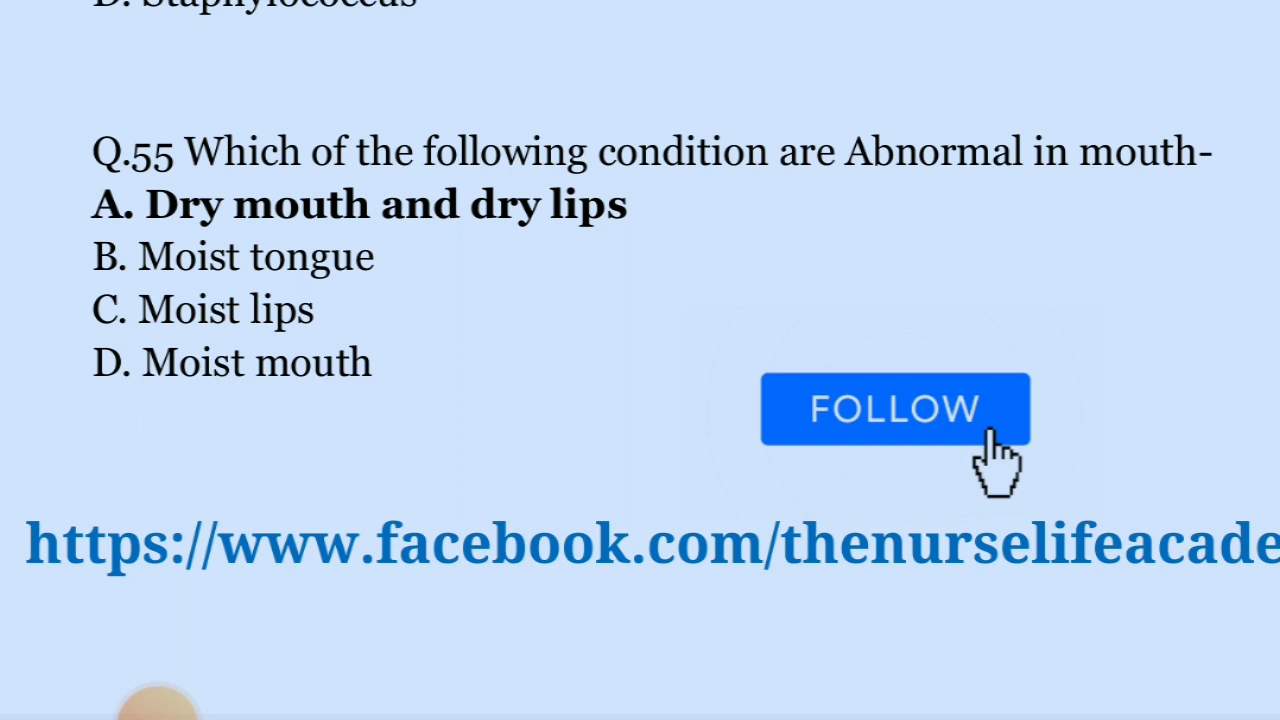 D. Staphylococcus
Q.55 Which of the following condition are Abnormal in mouth-
A. Dry mouth and dry lips
B. Moist tongue
C. Moist lips
D. Moist mouth
FOLLOW
https://www.facebook.com/thenurselifeacade